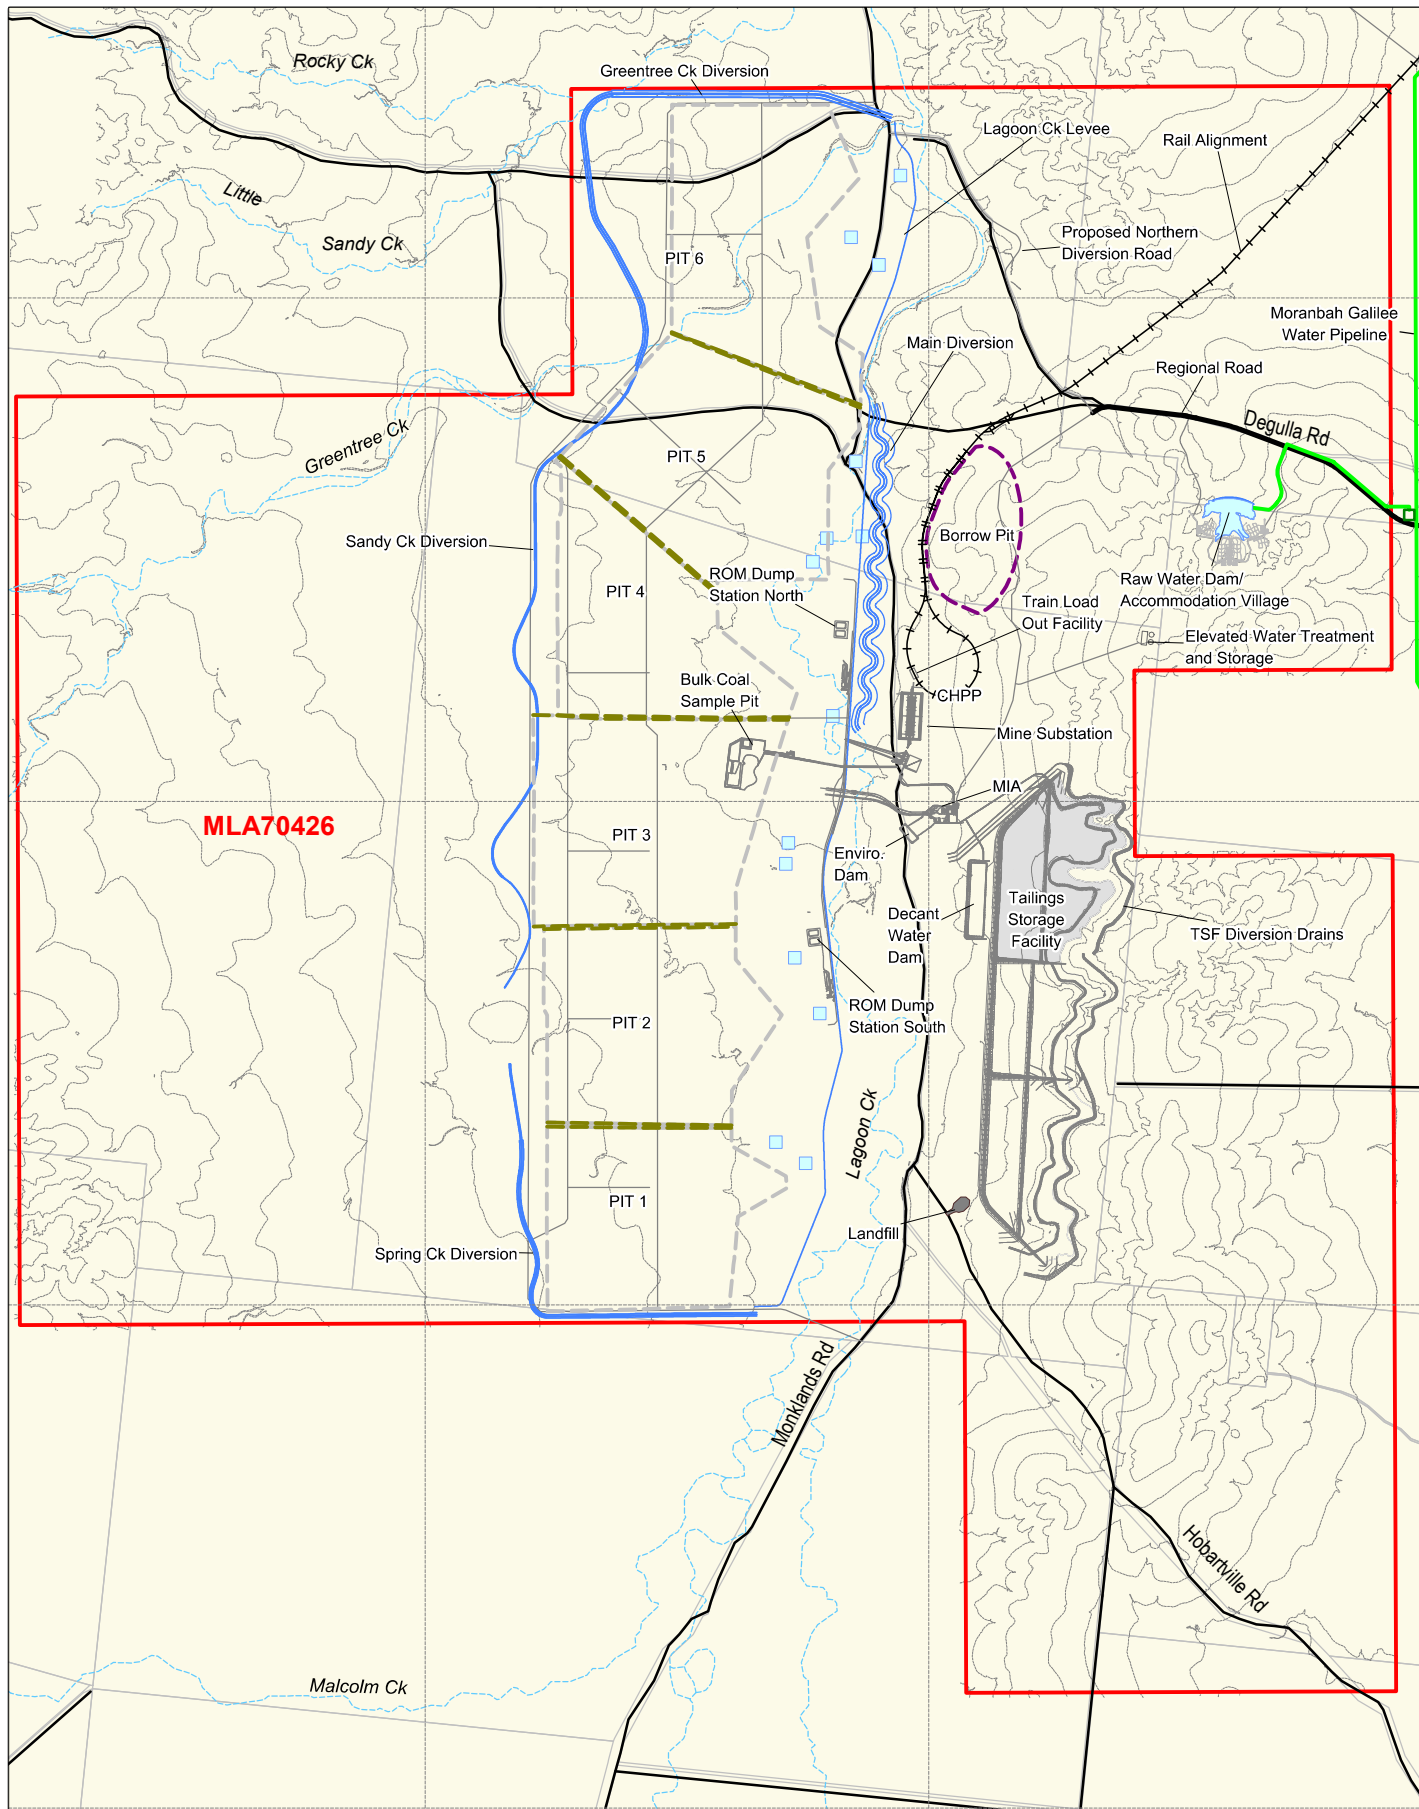 Rocky Ck
Greentree Ck Diversion
Lagoon Ck Levee
Rail Alignment
Little
Sandy Ck
Proposed Northern
Diversion Road
PIT 6
Moranbah Galilee
Water Pipeline
Main Diversion
Regional Road
Degulla Rd
Greentree Ck
PIT 5
Sandy Ck Diversion
Borrow Pit
ROM Dump
Station North
PIT 4
Raw Water Dam/
Accommodation Village
Train Load
Out Facility
Elevated Water Treatment
and Storage
Bulk Coal
Sample Pit
CHPP
Mine Substation
MIA
MLA70426
PIT 3
Enviro.
Dam
Decant
Water
Dam
Tailings
Storage
Facility
TSF Diversion Drains
ROM Dump
Station South
PIT 2
Lagoon Ck
PIT 1
Landfill
Spring Ck Diversion
Monklands Rd
Hobartville Rd
Malcolm Ck